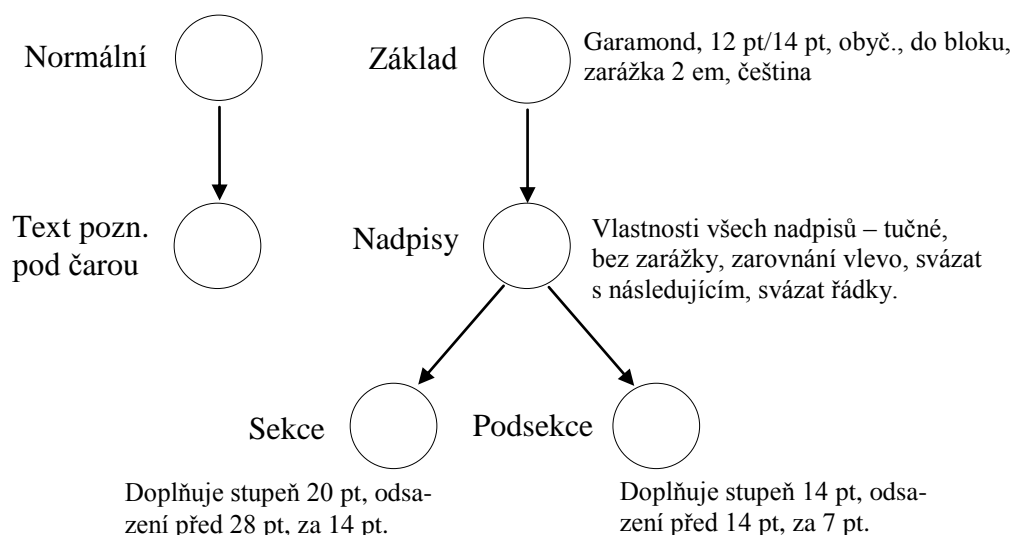 Normální
Základ
Garamond, 12 pt/14 pt, obyč., do bloku,
zarážka 2 em, čeština
Text pozn.
pod čarou
Nadpisy
Vlastnosti všech nadpisů – tučné,
bez zarážky, zarovnání vlevo, svázat
s následujícím, svázat řádky.
Sekce
Podsekce
Doplňuje stupeň 20 pt, odsa-
zení před 28 pt, za 14 pt.
Doplňuje stupeň 14 pt, odsa-
zení před 14 pt, za 7 pt.